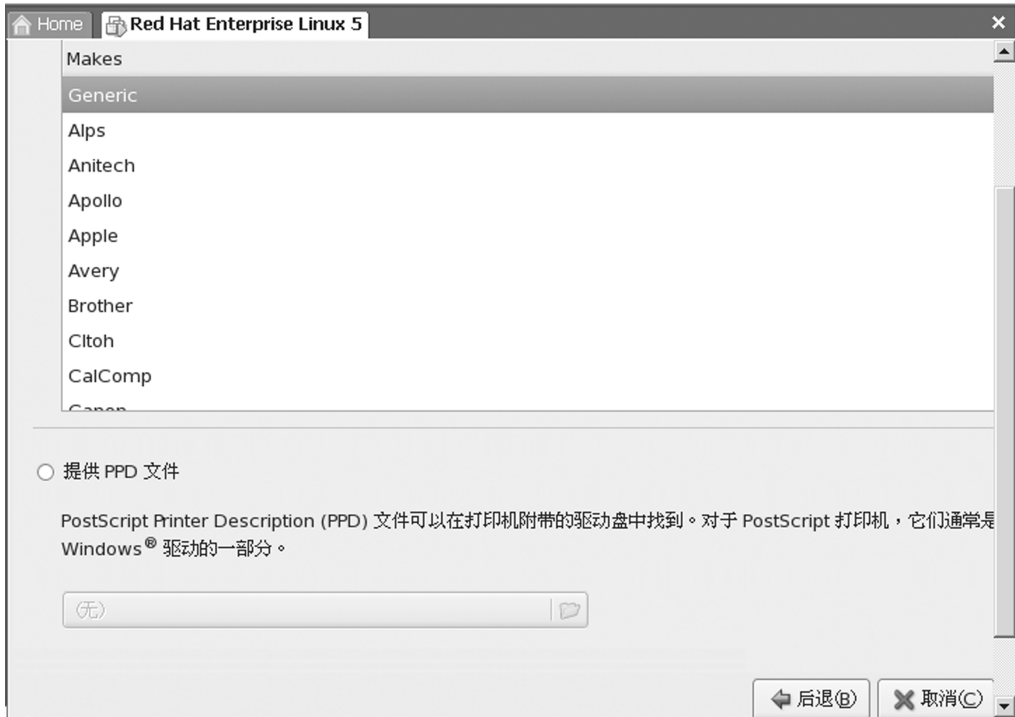 Home
Red Hat Enterprise Linux 5
Makes
Generic
Alps
Anitech
Apollo
Apple
Avery
Brother
CItoh
CalComp
Canon
提供 PPD 文件
PostScript Printer Description (PPD) 文件可以在打印机附带的驱动盘中找到。对于 PostScript 打印机，它们通常是
Windows® 驱动的一部分。
(无)
后退(B)
取消(C)